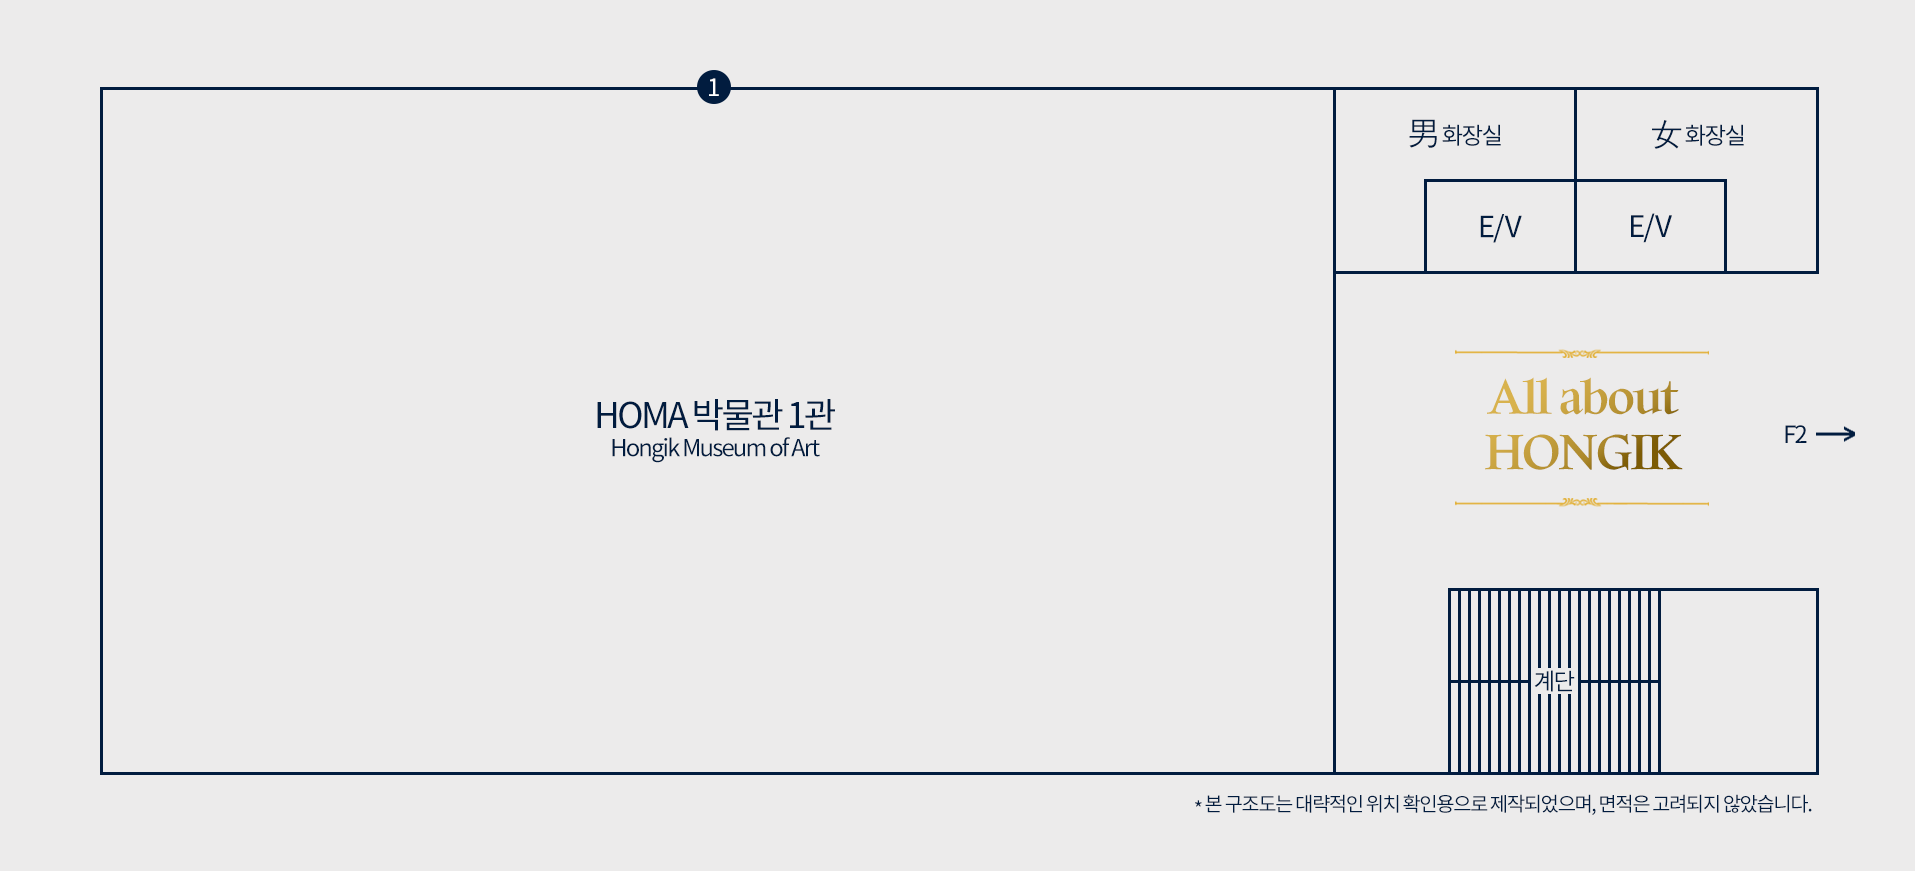 1
男 화장실
女 화장실
E/V
E/V
HOMA 박물관 1관
Hongik Museum of Art
All about
HONGIK
F2 →
계단
* 본 구조도는 대략적인 위치 확인용으로 제작되었으며, 면적은 고려되지 않았습니다.